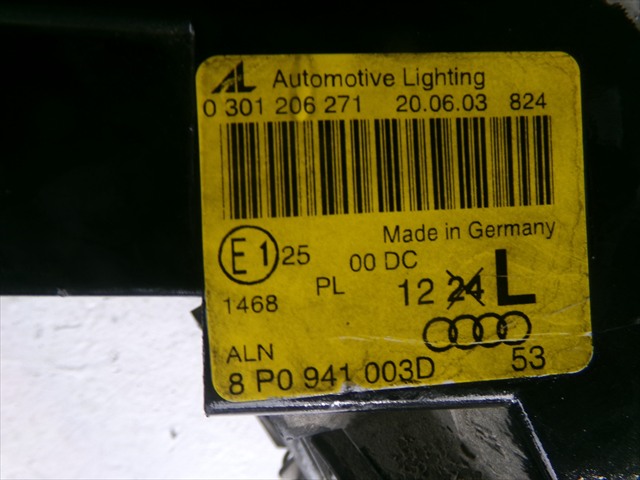 AL Automotive Lighting
0 301 206 271 20.06.03 824
Made in Germany
E1 25 00 DC
1468 PL 12 24 L
ALN 53
8 P0 941 003D